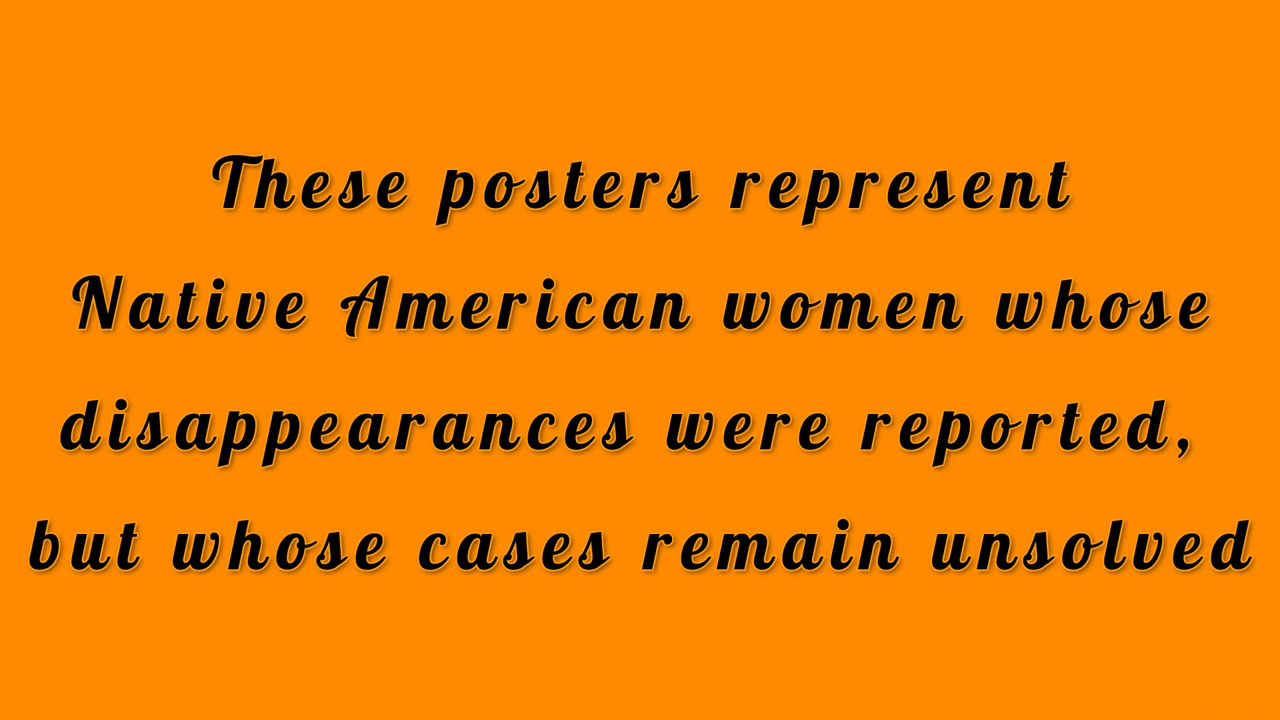 These posters represent
Native American women whose
disappearances were reported,
but whose cases remain unsolved